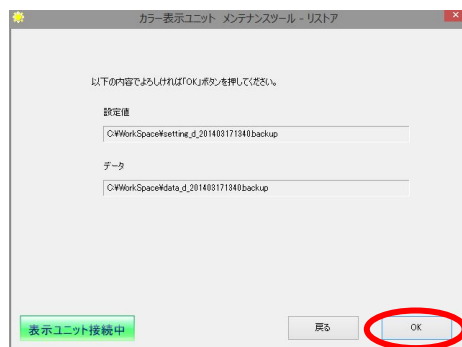 カラー表示ユニット メンテナンスツール - リストア
以下の内容でよろしければ「OK」ボタンを押してください。
設定値
C:¥WorkSpace¥setting_d_201403171340.backup
データ
C:¥WorkSpace¥data_d_201403171340.backup
表示ユニット接続中
戻る
OK